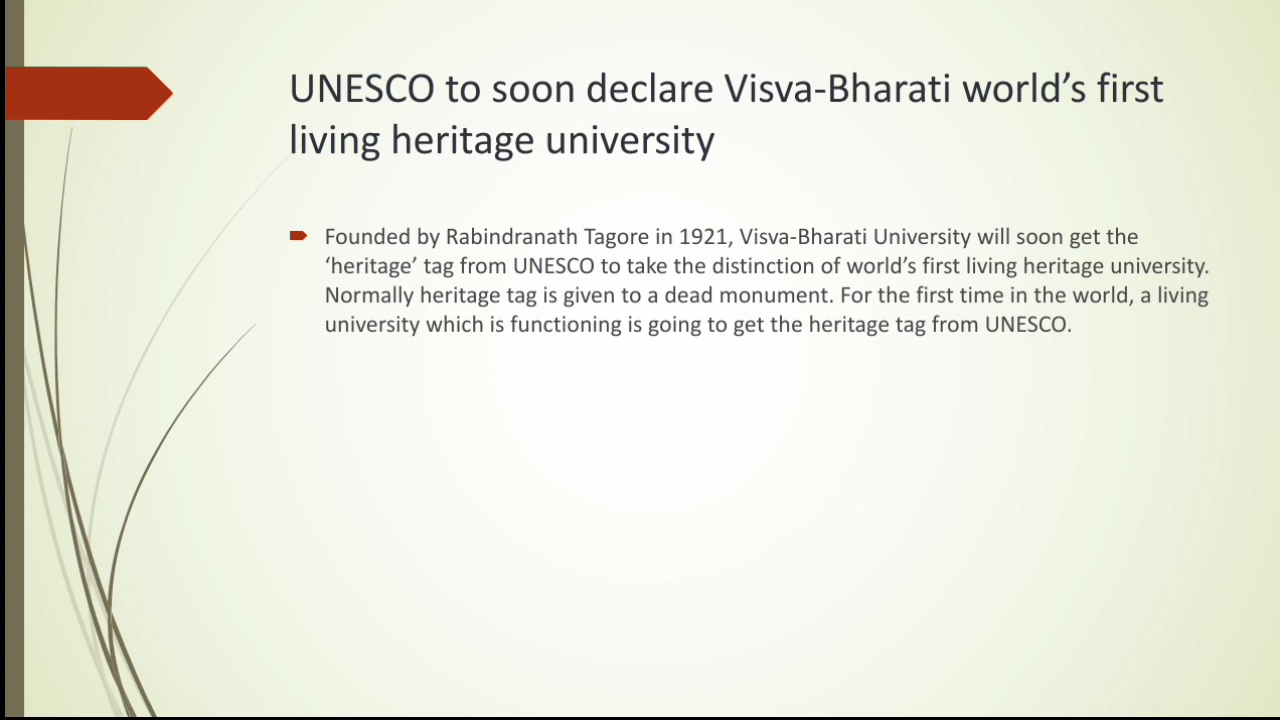 UNESCO to soon declare Visva-Bharati world’s first
living heritage university
Founded by Rabindranath Tagore in 1921, Visva-Bharati University will soon get the
‘heritage’ tag from UNESCO to take the distinction of world’s first living heritage university.
Normally heritage tag is given to a dead monument. For the first time in the world, a living
university which is functioning is going to get the heritage tag from UNESCO.